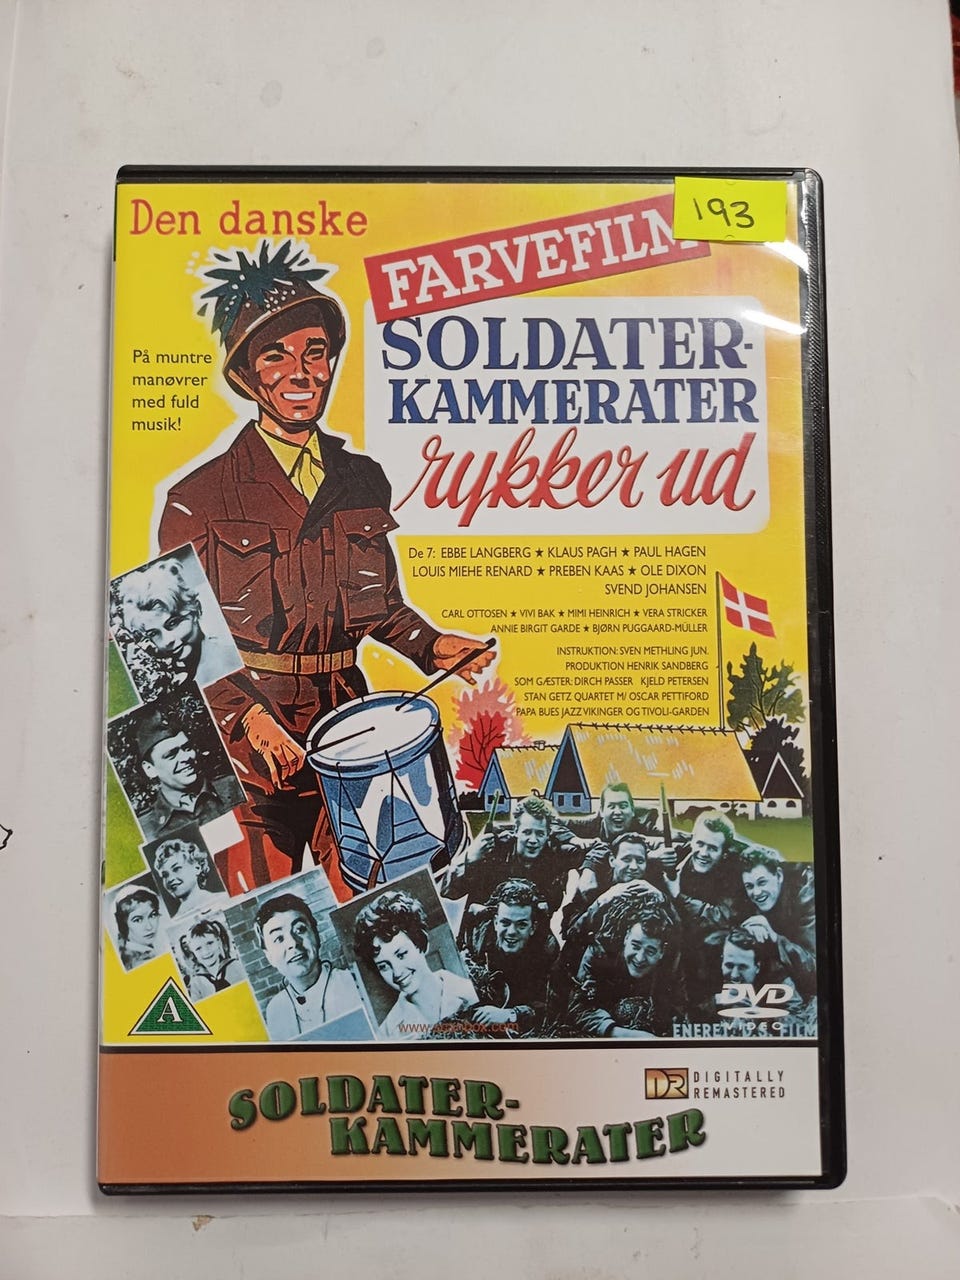 Den danske
FARVEFILM
193
SOLDATER-
KAMMERATER
rykker ud
På muntre
manøvrer
med fuld
musik!
De 7: EBBE LANGBERG ★ KLAUS PAGH ★ PAUL HAGEN
LOUIS MIEHE RENARD ★ PREBEN KAAS ★ OLE DIXON
SVEND JOHANSEN
CARL OTTOSEN ★ VIVI BAK ★ MIMI HEINRICH ★ VERA STRICKER
ANNIE BIRGIT GARDE ★ BJØRN PUGGAARD-MÜLLER
INSTRUKTION: SVEN METHLING JUN.
PRODUKTION HENRIK SANDBERG
SOM GÆSTER: DIRCH PASSER KJELD PETERSEN
STAN GETZ QUARTET M/ OSCAR PETTIFORD
PAPA BUES JAZZ VIKINGER OG TIVOLI-GARDEN
A
DVD
VIDEO
DR DIGITALLY
REMASTERED
SOLDATER-
KAMMERATER